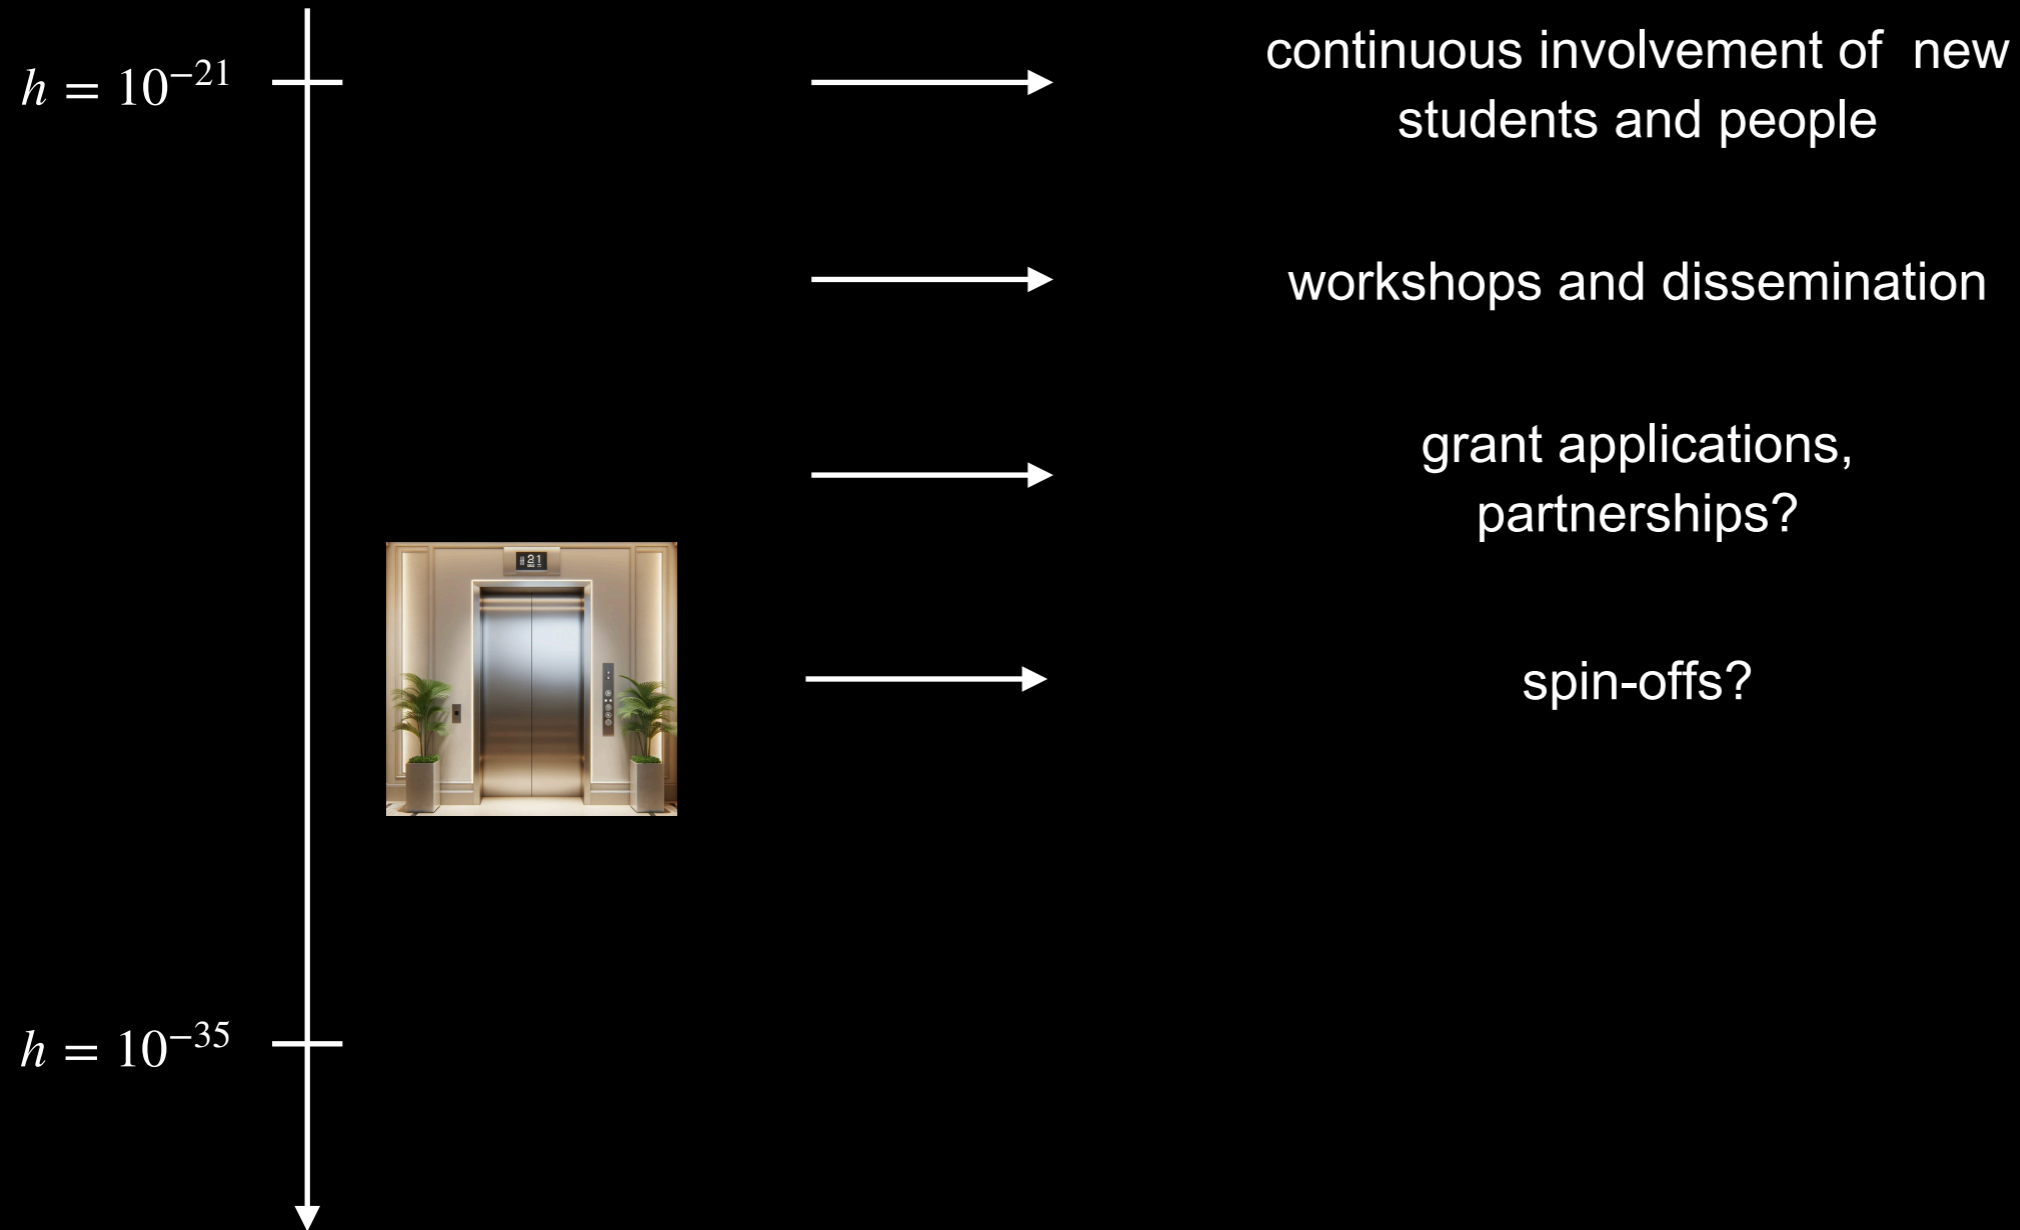 h = 10⁻²¹
continuous involvement of  new
students and people
workshops and dissemination
grant applications,
partnerships?
21
spin-offs?
h = 10⁻³⁵